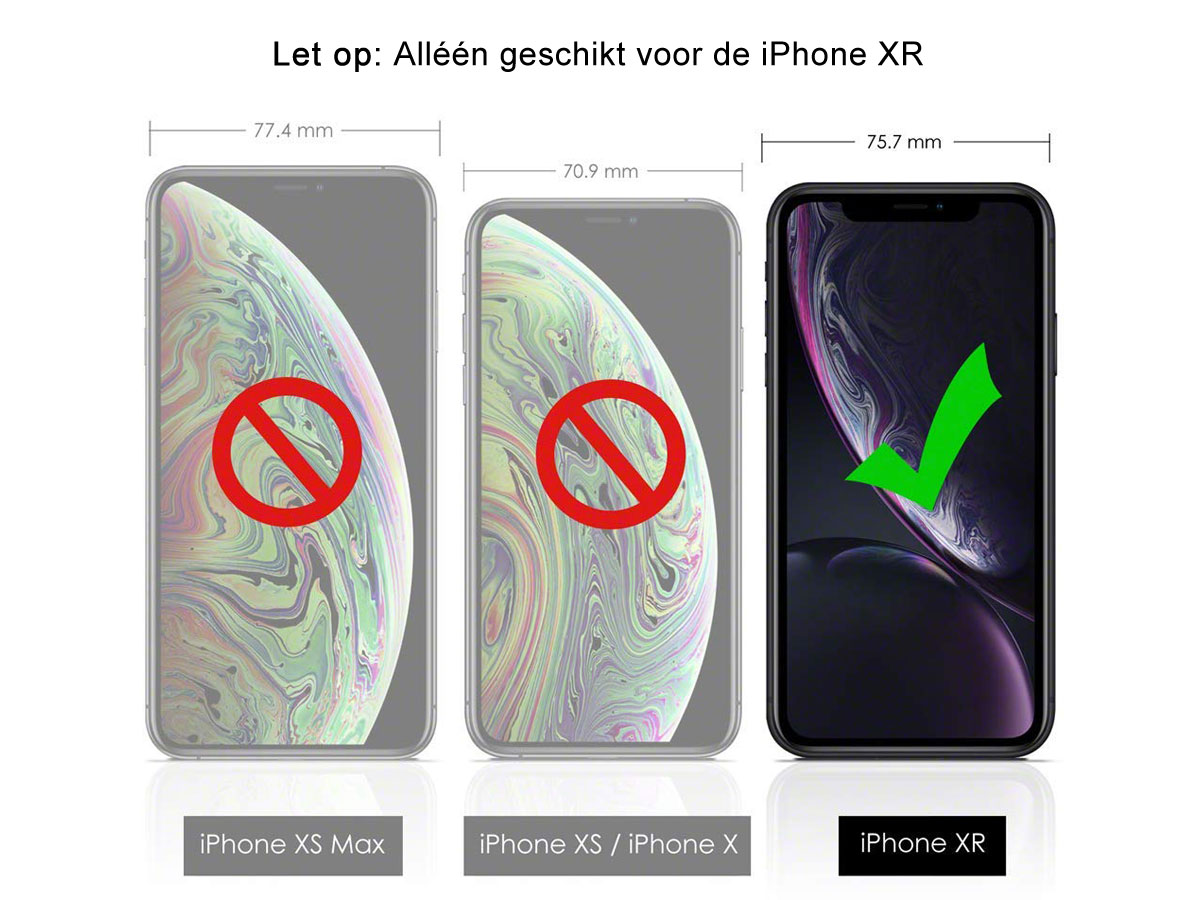 Let op: Alléén geschikt voor de iPhone XR
77.4 mm
70.9 mm
75.7 mm
iPhone XS Max
iPhone XS / iPhone X
iPhone XR